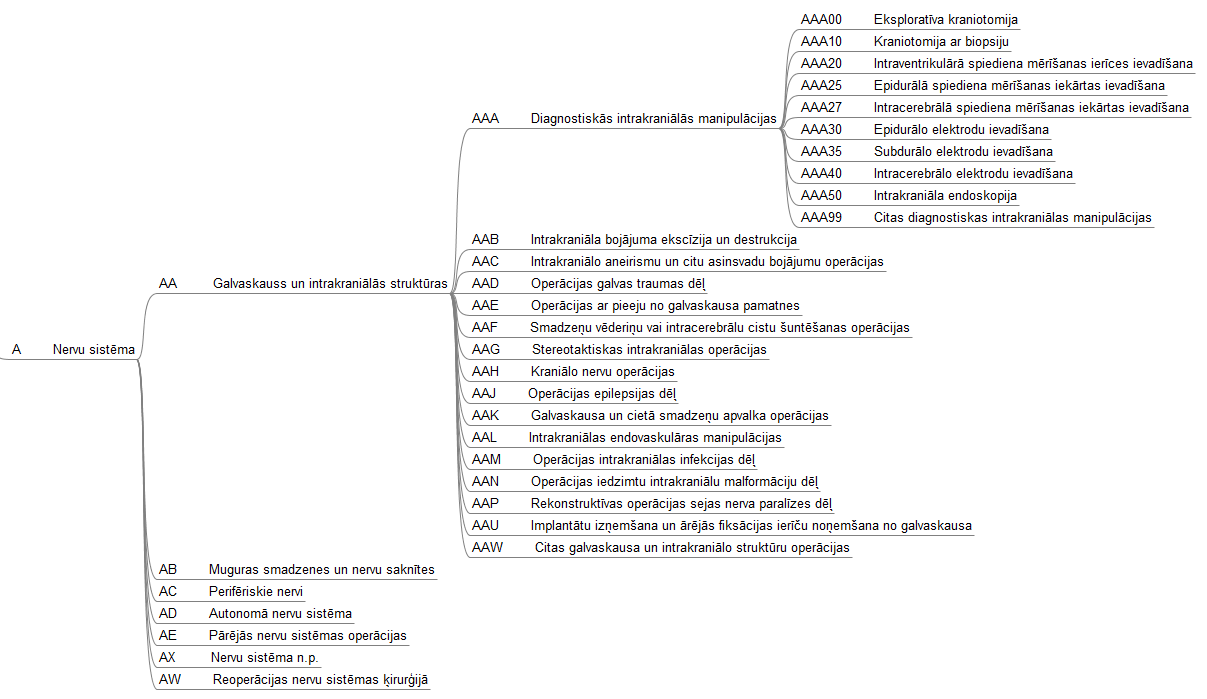 AAA00 Eksploratīva kraniotomija
AAA10 Kraniotomija ar biopsiju
AAA20 Intraventrikulārā spiediena mērīšanas ierīces ievadīšana
AAA25 Epidurālā spiediena mērīšanas iekārtas ievadīšana
AAA27 Intracerebrālā spiediena mērīšanas iekārtas ievadīšana
AAA Diagnostiskās intrakraniālās manipulācijas
AAA30 Epidurālo elektrodu ievadīšana
AAA35 Subdurālo elektrodu ievadīšana
AAA40 Intracerebrālo elektrodu ievadīšana
AAA50 Intrakraniāla endoskopija
AAA99 Citas diagnostiskas intrakraniālas manipulācijas
AAB Intrakraniāla bojājuma ekscīzija un destrukcija
AAC Intrakraniālo aneirismu un citu asinsvadu bojājumu operācijas
AA Galvaskauss un intrakraniālās struktūras
AAD Operācijas galvas traumas dēļ
AAE Operācijas ar pieeju no galvaskausa pamatnes
AAF Smadzeņu vēderiņu vai intracerebrālu cistu šuntēšanas operācijas
A Nervu sistēma
AAG Stereotaktiskas intrakraniālas operācijas
AAH Kraniālo nervu operācijas
AAJ Operācijas epilepsijas dēļ
AAK Galvaskausa un cietā smadzeņu apvalka operācijas
AAL Intrakraniālas endovaskulāras manipulācijas
AAM Operācijas intrakraniālas infekcijas dēļ
AAN Operācijas iedzimtu intrakraniālu malformāciju dēļ
AAP Rekonstruktīvas operācijas sejas nerva paralīzes dēļ
AAU Implantātu izņemšana un ārējās fiksācijas ierīču noņemšana no galvaskausa
AAW Citas galvaskausa un intrakraniālo struktūru operācijas
AB Muguras smadzenes un nervu saknītes
AC Perifēriskie nervi
AD Autonomā nervu sistēma
AE Pārējās nervu sistēmas operācijas
AX Nervu sistēma n.p.
AW Reoperācijas nervu sistēmas ķirurģijā